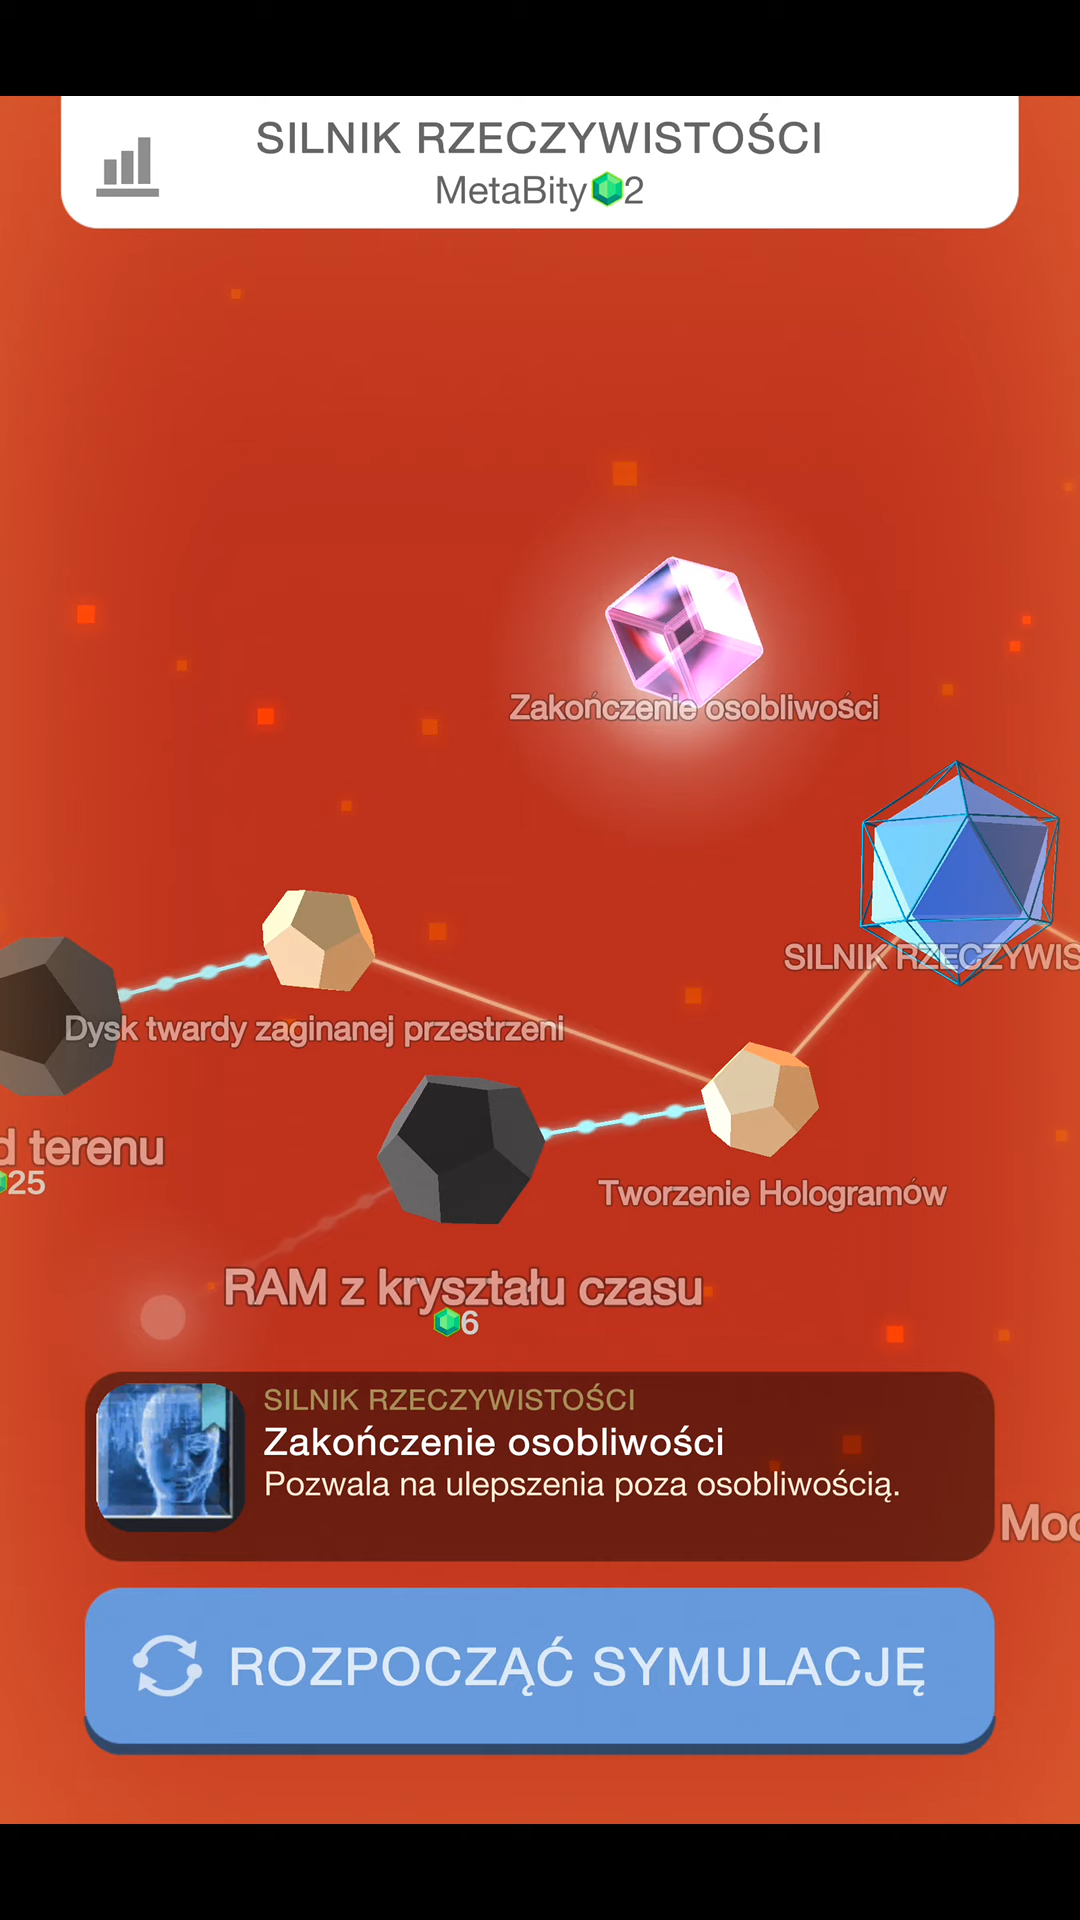 SILNIK RZECZYWISTOŚCI
MetaBity 2
Zakończenie osobliwości
SILNIK RZECZYWIS
Dysk twardy zaginanej przestrzeni
d terenu
25
Tworzenie Hologramów
RAM z kryształu czasu
6
SILNIK RZECZYWISTOŚCI
Zakończenie osobliwości
Pozwala na ulepszenia poza osobliwością.
Moc
ROZPOCZĄĆ SYMULACJĘ